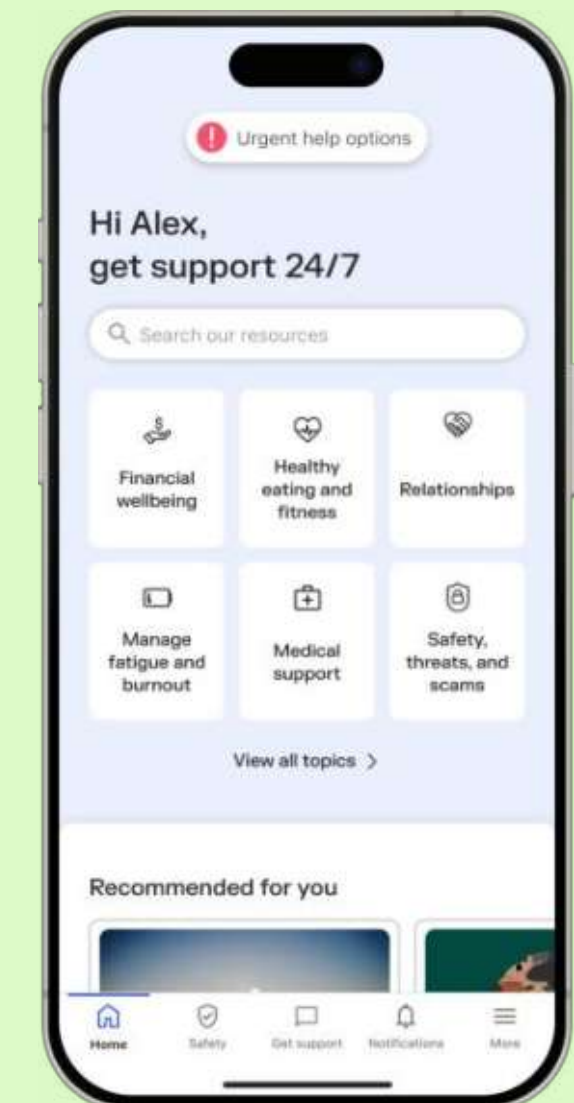 Urgent help options
Hi Alex,
get support 24/7
Search our resources
Financial
wellbeing
Healthy
eating and
fitness
Relationships
Manage
fatigue and
burnout
Medical
support
Safety,
threats, and
scams
View all topics
Recommended for you
Home
Safety
Get support
Notifications
More